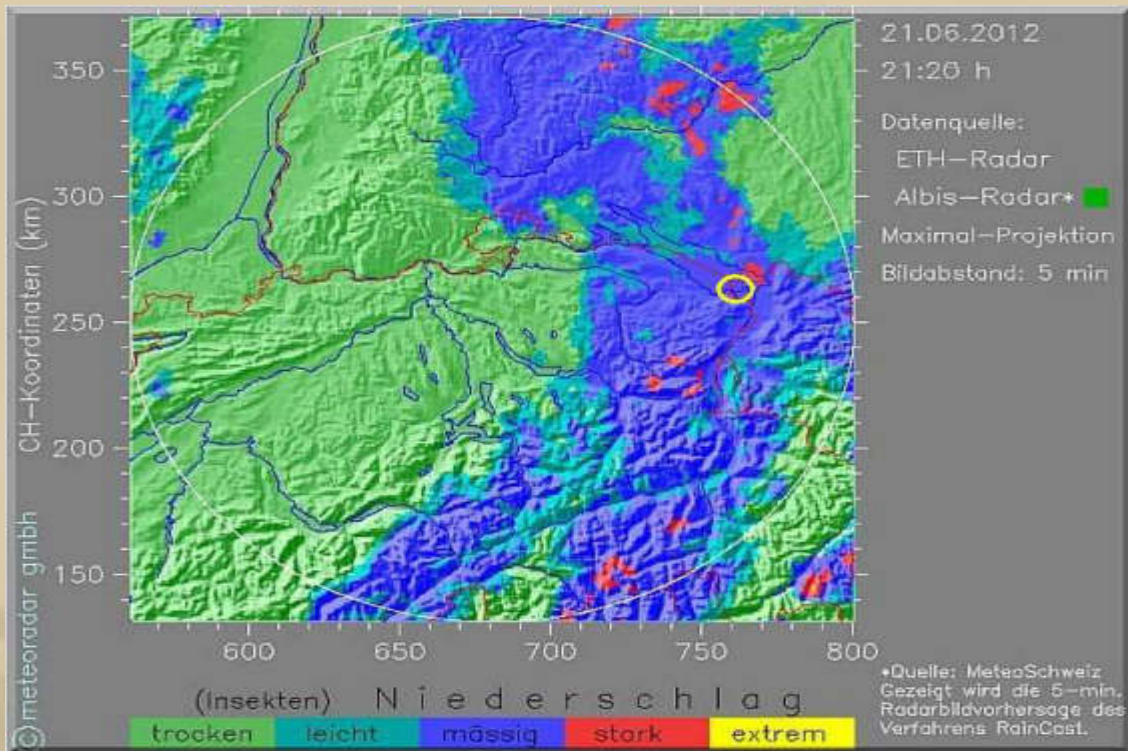 21.06.2012
21:20 h
Datenquelle:
ETH-Radar
Albis-Radar*
Maximal-Projektion
Bildabstand: 5 min
CH-Koordinaten (km)
© meteoradar gmbh
350
300
250
200
150
600
650
700
750
800
(Insekten) Niederschlag
trocken leicht mässig stark extrem
*Quelle: MeteoSchweiz
Gezeigt wird die 5-min.
Radarbildvorhersage des
Verfahrens RainCast.